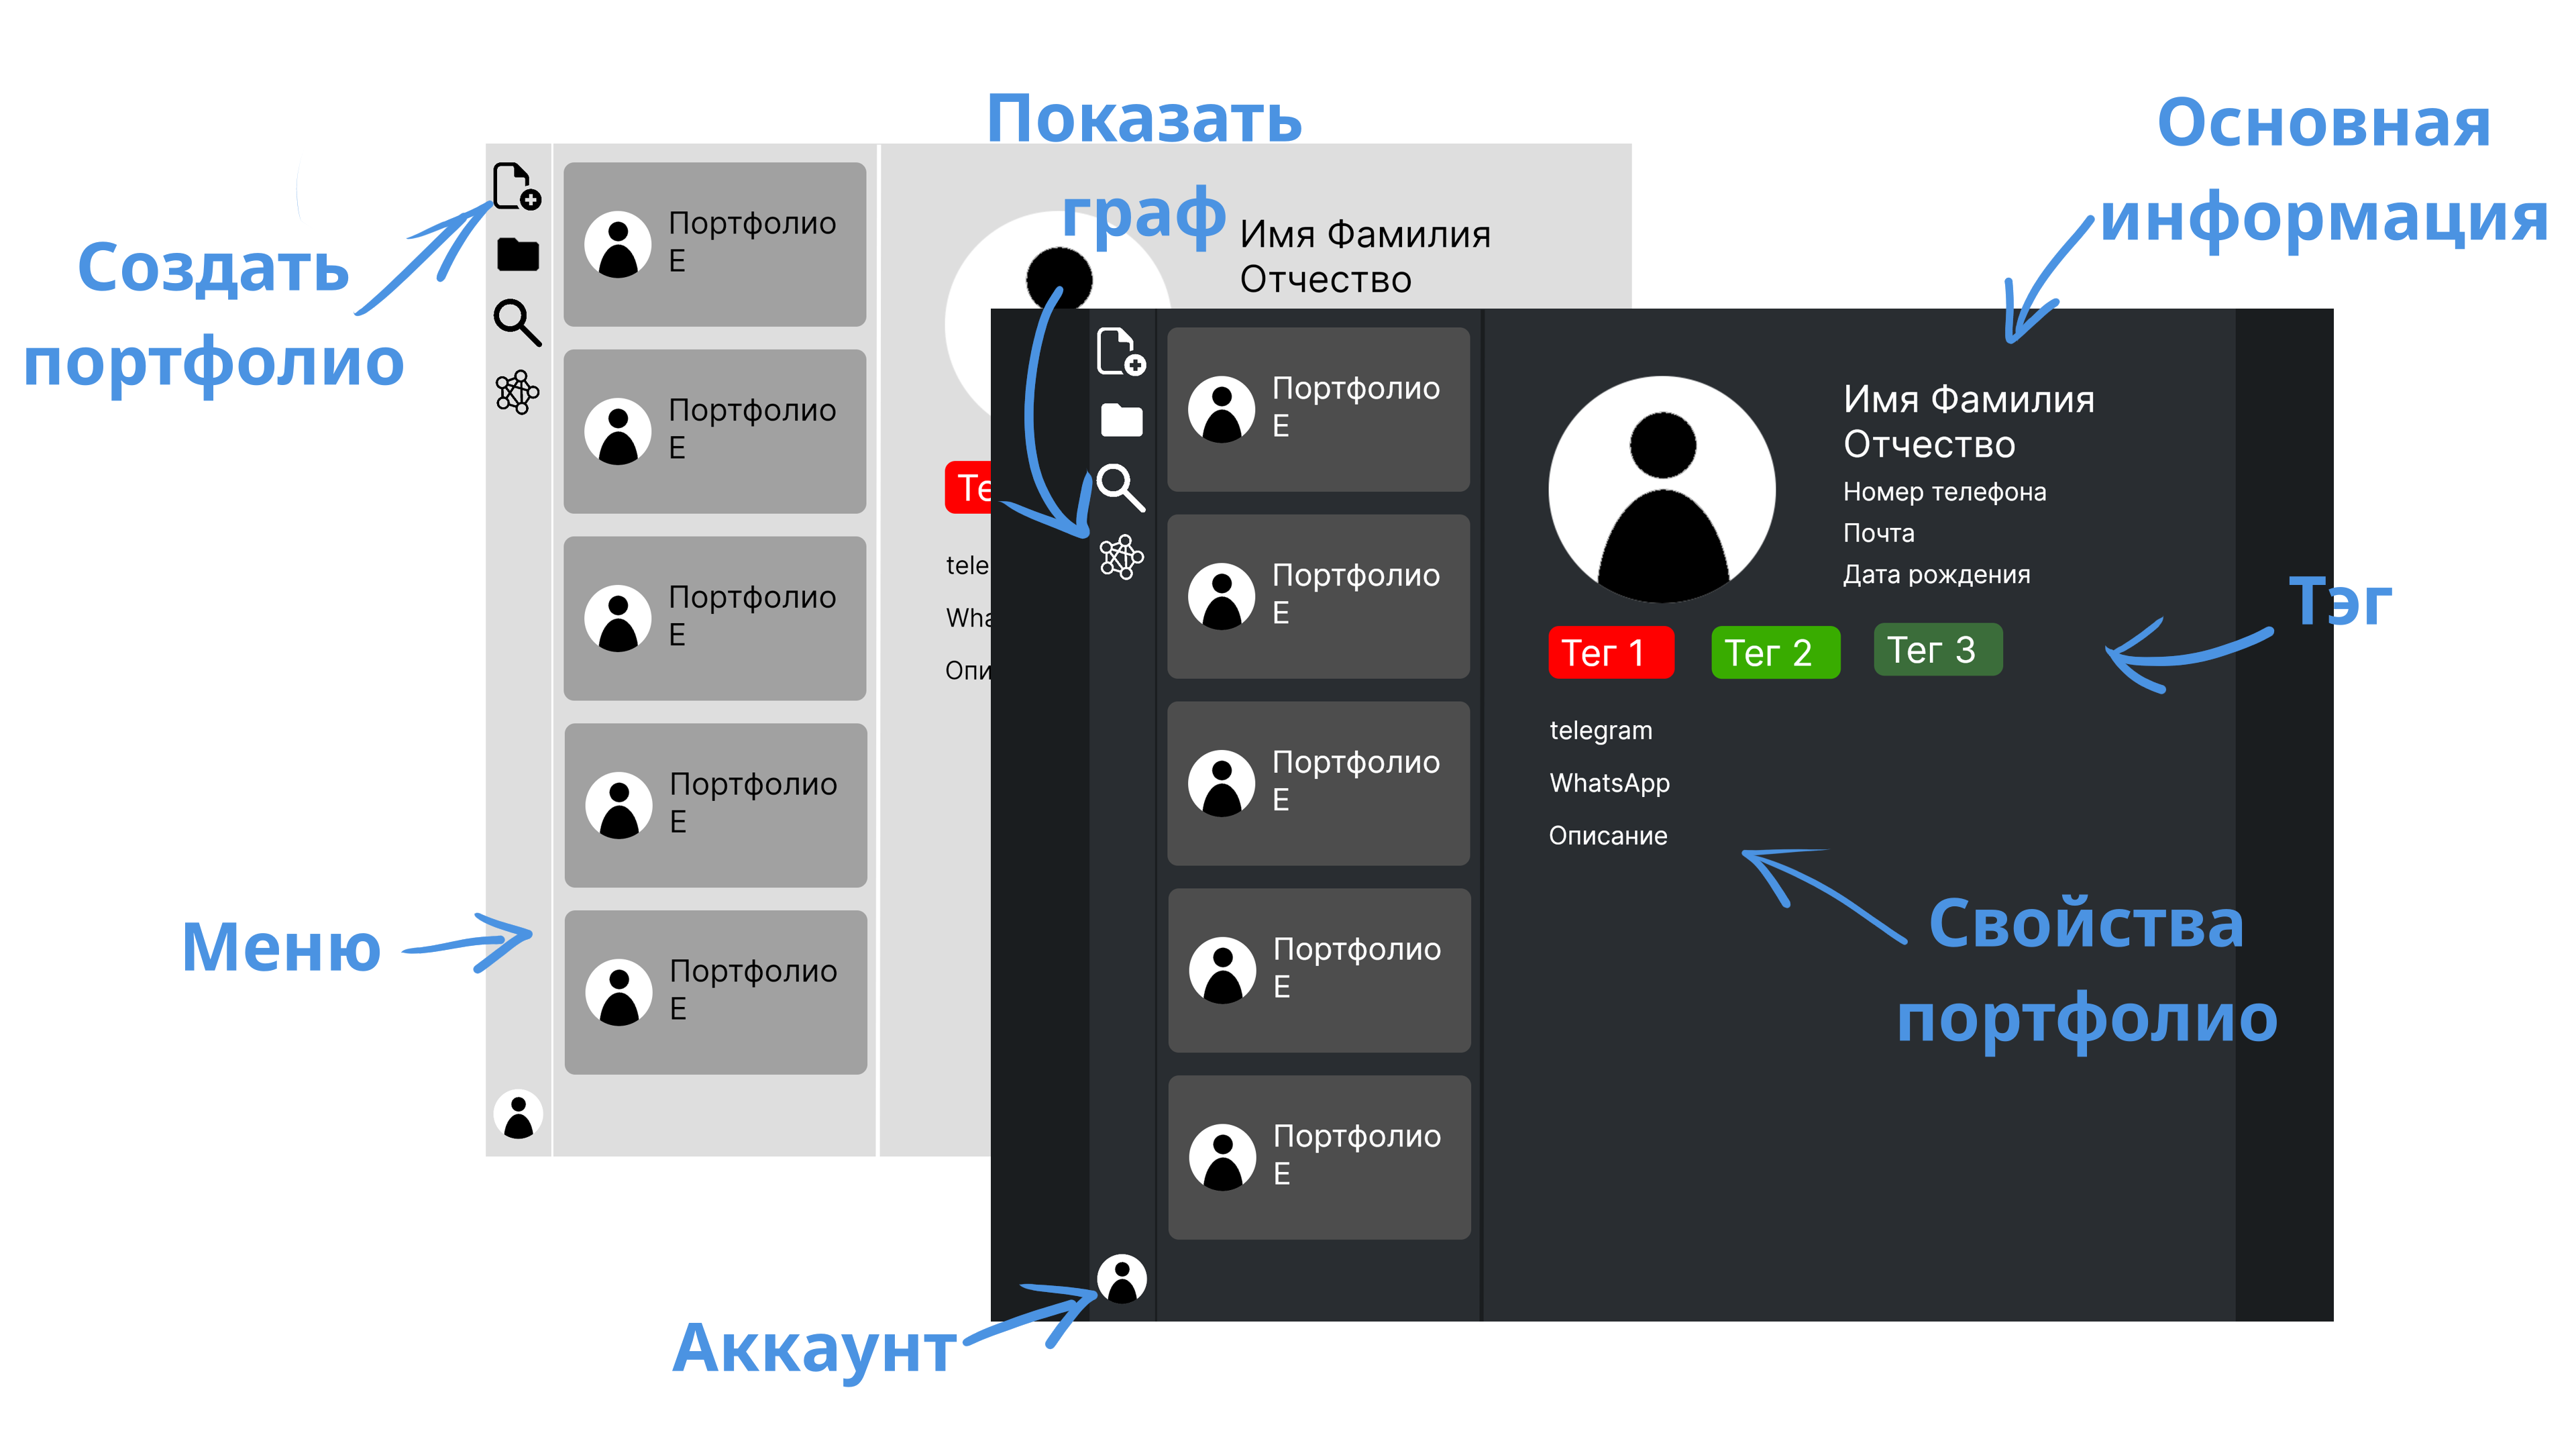 Показать
граф
Основная
информация
Создать
портфолио
Портфолио
Е
Портфолио
Е
Портфолио
Е
Портфолио
Е
Портфолио
Е
Имя Фамилия
Отчество
Те
tele
Wha
Опи
Меню
Портфолио
Е
Портфолио
Е
Портфолио
Е
Портфолио
Е
Портфолио
Е
Имя Фамилия
Отчество
Номер телефона
Почта
Дата рождения
Тэг
Тег 1
Тег 2
Тег 3
telegram
WhatsApp
Описание
Свойства
портфолио
Аккаунт